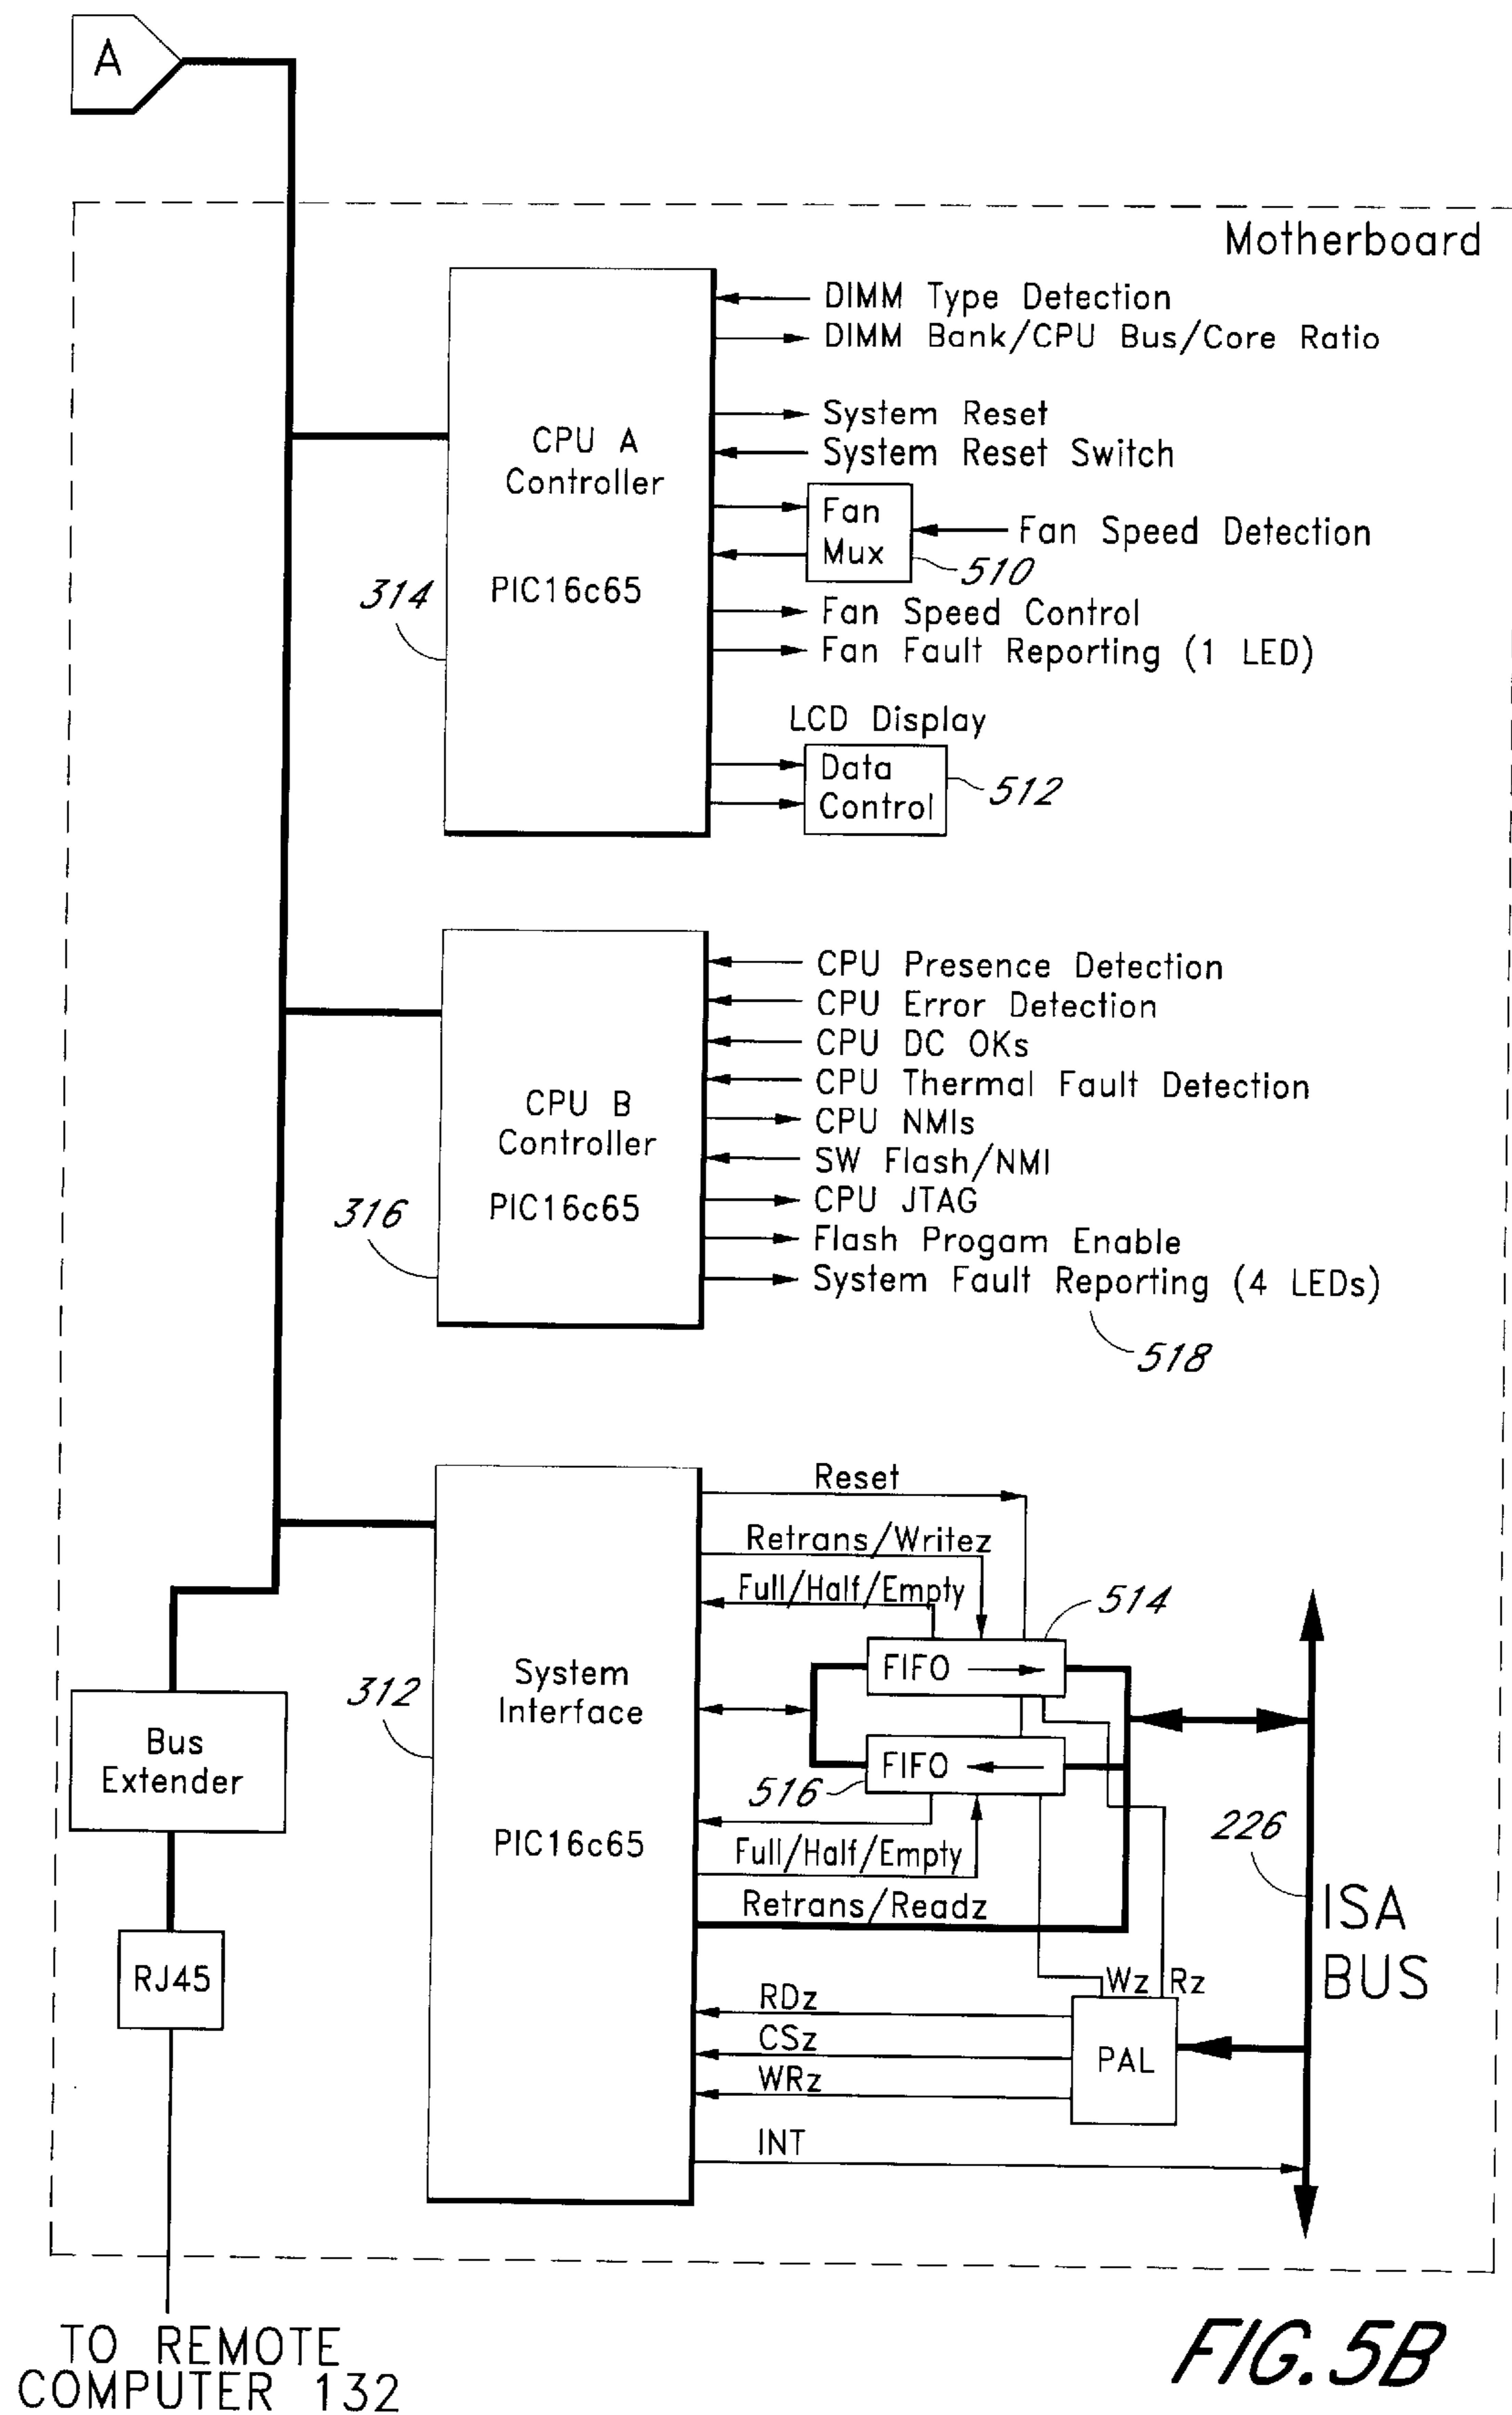 A
Motherboard
DIMM Type Detection
DIMM Bank/CPU Bus/Core Ratio
System Reset
System Reset Switch
CPU A
Controller
PIC16c65
314
Fan
Mux
Fan Speed Detection
510
Fan Speed Control
Fan Fault Reporting (1 LED)
LCD Display
Data
Control
512
CPU Presence Detection
CPU Error Detection
CPU DC OKs
CPU Thermal Fault Detection
CPU NMIs
SW Flash/NMI
CPU JTAG
Flash Progam Enable
System Fault Reporting (4 LEDs)
518
CPU B
Controller
PIC16c65
316
Reset
Retrans/Writez
Full/Half/Empty
514
FIFO
System
Interface
312
PIC16c65
FIFO
516
Full/Half/Empty
Retrans/Readz
Bus
Extender
RJ45
226
ISA
BUS
Wz Rz
RDz
CSz
WRz
PAL
INT
TO REMOTE
COMPUTER 132
FIG. 5B